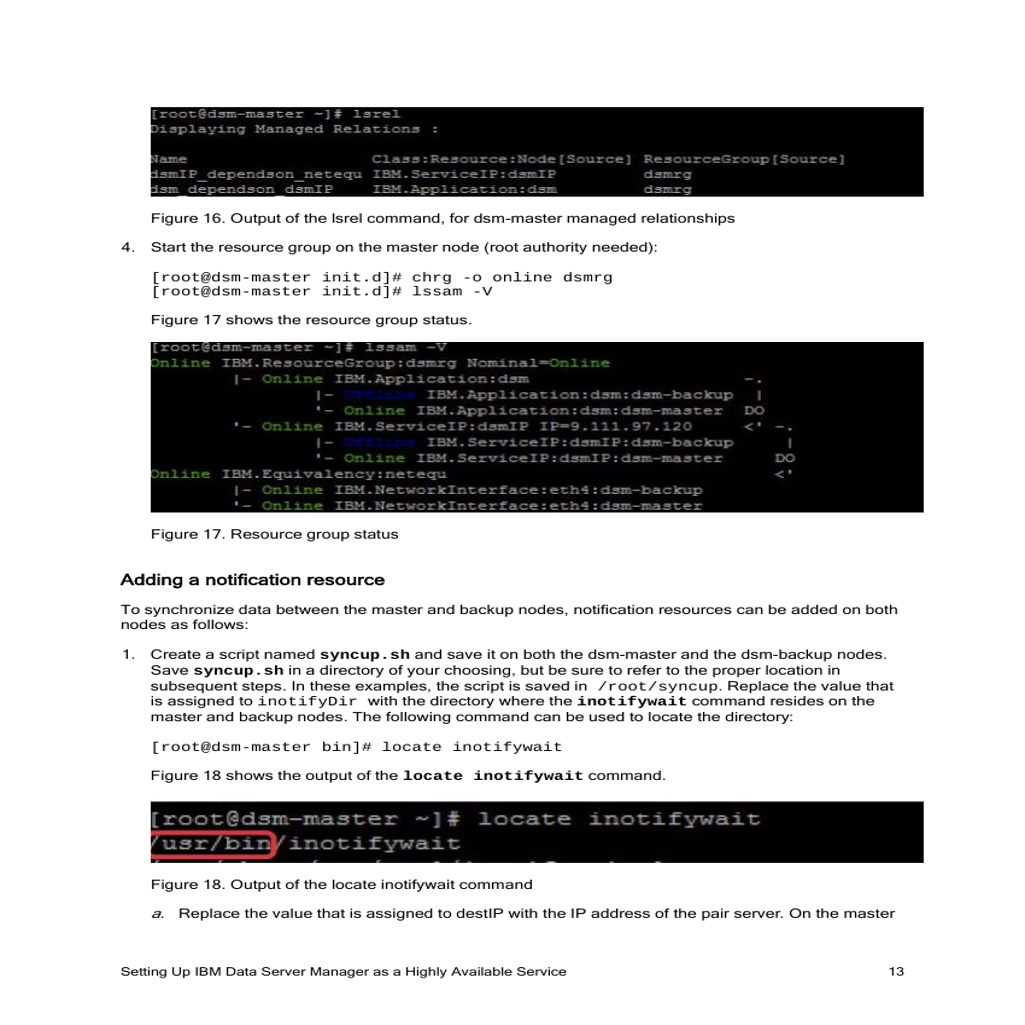 [root@dsm-master ~]# lsrel
Displaying Managed Relations :
Name Class:Resource:Node[Source] ResourceGroup[Source]
dsmIP_dependson_netequ IBM.ServiceIP:dsmIP dsmrg
dsm_dependson_dsmIP IBM.Application:dsm dsmrg
Figure 16. Output of the lsrel command, for dsm-master managed relationships
4. Start the resource group on the master node (root authority needed):
[root@dsm-master init.d]# chrg -o online dsmrg
[root@dsm-master init.d]# lssam -V
Figure 17 shows the resource group status.
[root@dsm-master ~]# lssam -V
Online IBM.ResourceGroup:dsmrg Nominal=Online
|- Online IBM.Application:dsm -.
|- Offline IBM.Application:dsm:dsm-backup |
'- Online IBM.Application:dsm:dsm-master DO
'- Online IBM.ServiceIP:dsmIP IP=9.111.97.120 <' -.
|- Offline IBM.ServiceIP:dsmIP:dsm-backup |
'- Online IBM.ServiceIP:dsmIP:dsm-master DO
Online IBM.Equivalency:netequ <'
|- Online IBM.NetworkInterface:eth4:dsm-backup
'- Online IBM.NetworkInterface:eth4:dsm-master
Figure 17. Resource group status
Adding a notification resource
To synchronize data between the master and backup nodes, notification resources can be added on both
nodes as follows:
1. Create a script named syncup.sh and save it on both the dsm-master and the dsm-backup nodes.
Save syncup.sh in a directory of your choosing, but be sure to refer to the proper location in
subsequent steps. In these examples, the script is saved in /root/syncup. Replace the value that
is assigned to inotifyDir with the directory where the inotifywait command resides on the
master and backup nodes. The following command can be used to locate the directory:
[root@dsm-master bin]# locate inotifywait
Figure 18 shows the output of the locate inotifywait command.
[root@dsm-master ~]# locate inotifywait
/usr/bin/inotifywait
Figure 18. Output of the locate inotifywait command
a. Replace the value that is assigned to destIP with the IP address of the pair server. On the master
Setting Up IBM Data Server Manager as a Highly Available Service 13